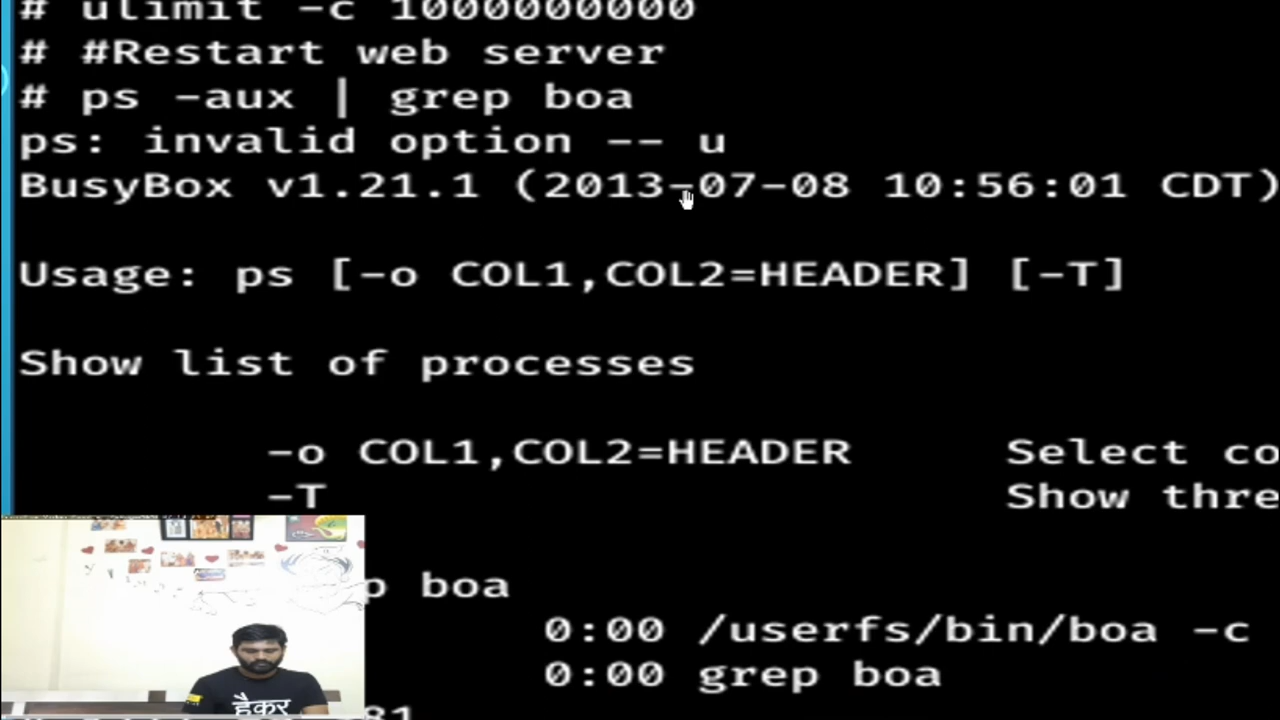 # ulimit -c 1000000000
# #Restart web server
# ps -aux | grep boa
ps: invalid option -- u
BusyBox v1.21.1 (2013-07-08 10:56:01 CDT)
Usage: ps [-o COL1,COL2=HEADER] [-T]
Show list of processes
-o COL1,COL2=HEADER Select co
-T Show thre
p boa
0:00 /userfs/bin/boa -c
0:00 grep boa
81
हैकर